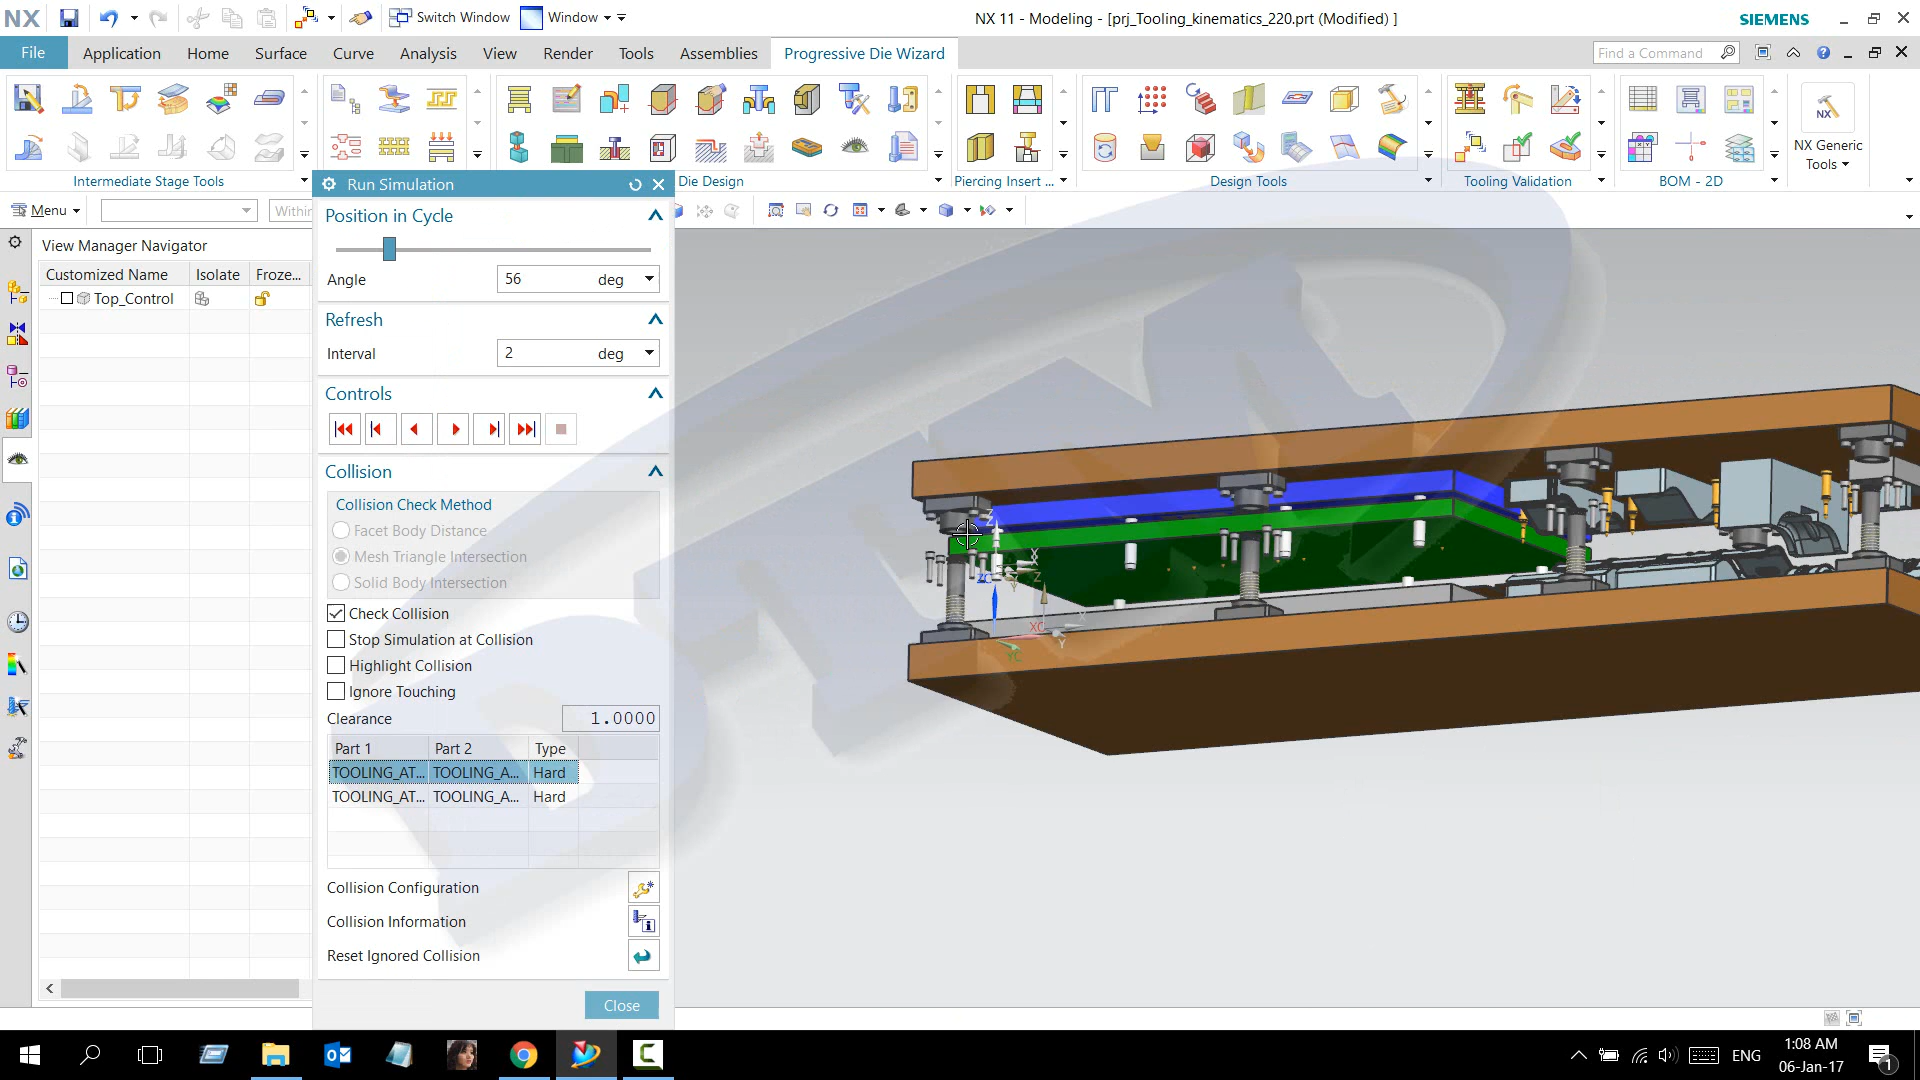 NX
Switch Window
Window
NX 11 - Modeling - [prj_Tooling_kinematics_220.prt (Modified) ]
SIEMENS
File
Application
Home
Surface
Curve
Analysis
View
Render
Tools
Assemblies
Progressive Die Wizard
Find a Command
NX
NX Generic
Tools
Intermediate Stage Tools
Die Design
Piercing Insert ...
Design Tools
Tooling Validation
BOM - 2D
Menu
Within
Run Simulation
View Manager Navigator
Customized Name
Isolate
Froze...
Top_Control
Position in Cycle
Angle
56
deg
Refresh
Interval
2
deg
Controls
Collision
Collision Check Method
Facet Body Distance
Mesh Triangle Intersection
Solid Body Intersection
Check Collision
Stop Simulation at Collision
Highlight Collision
Ignore Touching
Clearance
1.0000
Part 1
Part 2
Type
TOOLING_AT...
TOOLING_A...
Hard
TOOLING_AT...
TOOLING_A...
Hard
Collision Configuration
Collision Information
Reset Ignored Collision
Close
Z
X
Z
Y
ZC
XC
X
Y
YC
ENG
1:08 AM
06-Jan-17
1